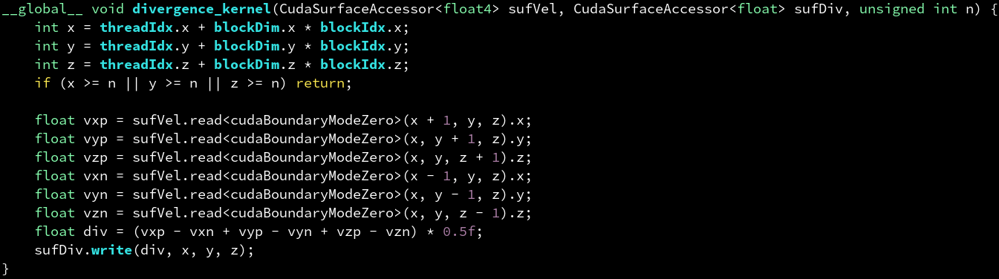 __global__ void divergence_kernel(CudaSurfaceAccessor<float4> sufVel, CudaSurfaceAccessor<float> sufDiv, unsigned int n) {
    int x = threadIdx.x + blockDim.x * blockIdx.x;
    int y = threadIdx.y + blockDim.y * blockIdx.y;
    int z = threadIdx.z + blockDim.z * blockIdx.z;
    if (x >= n || y >= n || z >= n) return;

    float vxp = sufVel.read<cudaBoundaryModeZero>(x + 1, y, z).x;
    float vyp = sufVel.read<cudaBoundaryModeZero>(x, y + 1, z).y;
    float vzp = sufVel.read<cudaBoundaryModeZero>(x, y, z + 1).z;
    float vxn = sufVel.read<cudaBoundaryModeZero>(x - 1, y, z).x;
    float vyn = sufVel.read<cudaBoundaryModeZero>(x, y - 1, z).y;
    float vzn = sufVel.read<cudaBoundaryModeZero>(x, y, z - 1).z;
    float div = (vxp - vxn + vyp - vyn + vzp - vzn) * 0.5f;
    sufDiv.write(div, x, y, z);
}